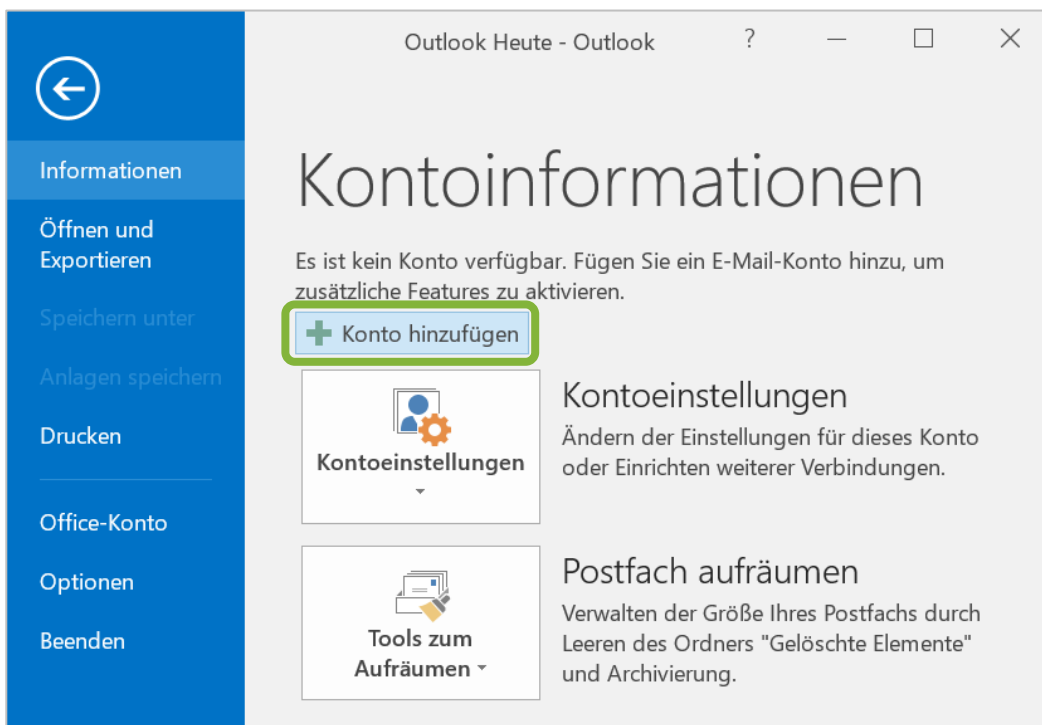 Outlook Heute - Outlook
?
Informationen
Öffnen und
Exportieren
Speichern unter
Anlagen speichern
Drucken
Office-Konto
Optionen
Beenden
Kontoinformationen
Es ist kein Konto verfügbar. Fügen Sie ein E-Mail-Konto hinzu, um
zusätzliche Features zu aktivieren.
Konto hinzufügen
Kontoeinstellungen
Kontoeinstellungen
Ändern der Einstellungen für dieses Konto
oder Einrichten weiterer Verbindungen.
Tools zum
Aufräumen
Postfach aufräumen
Verwalten der Größe Ihres Postfachs durch
Leeren des Ordners "Gelöschte Elemente"
und Archivierung.